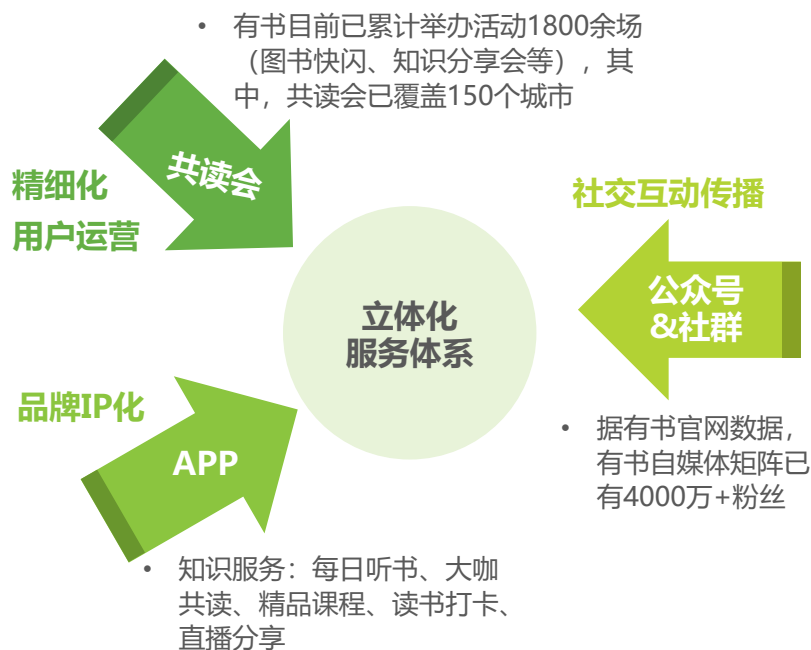 • 有书目前已累计举办活动1800余场
（图书快闪、知识分享会等），其
中，共读会已覆盖150个城市
共读会
精细化
用户运营
社交互动传播
公众号
&社群
立体化
服务体系
品牌IP化
APP
• 据有书官网数据，
有书自媒体矩阵已
有4000万+粉丝
• 知识服务：每日听书、大咖
共读、精品课程、读书打卡、
直播分享